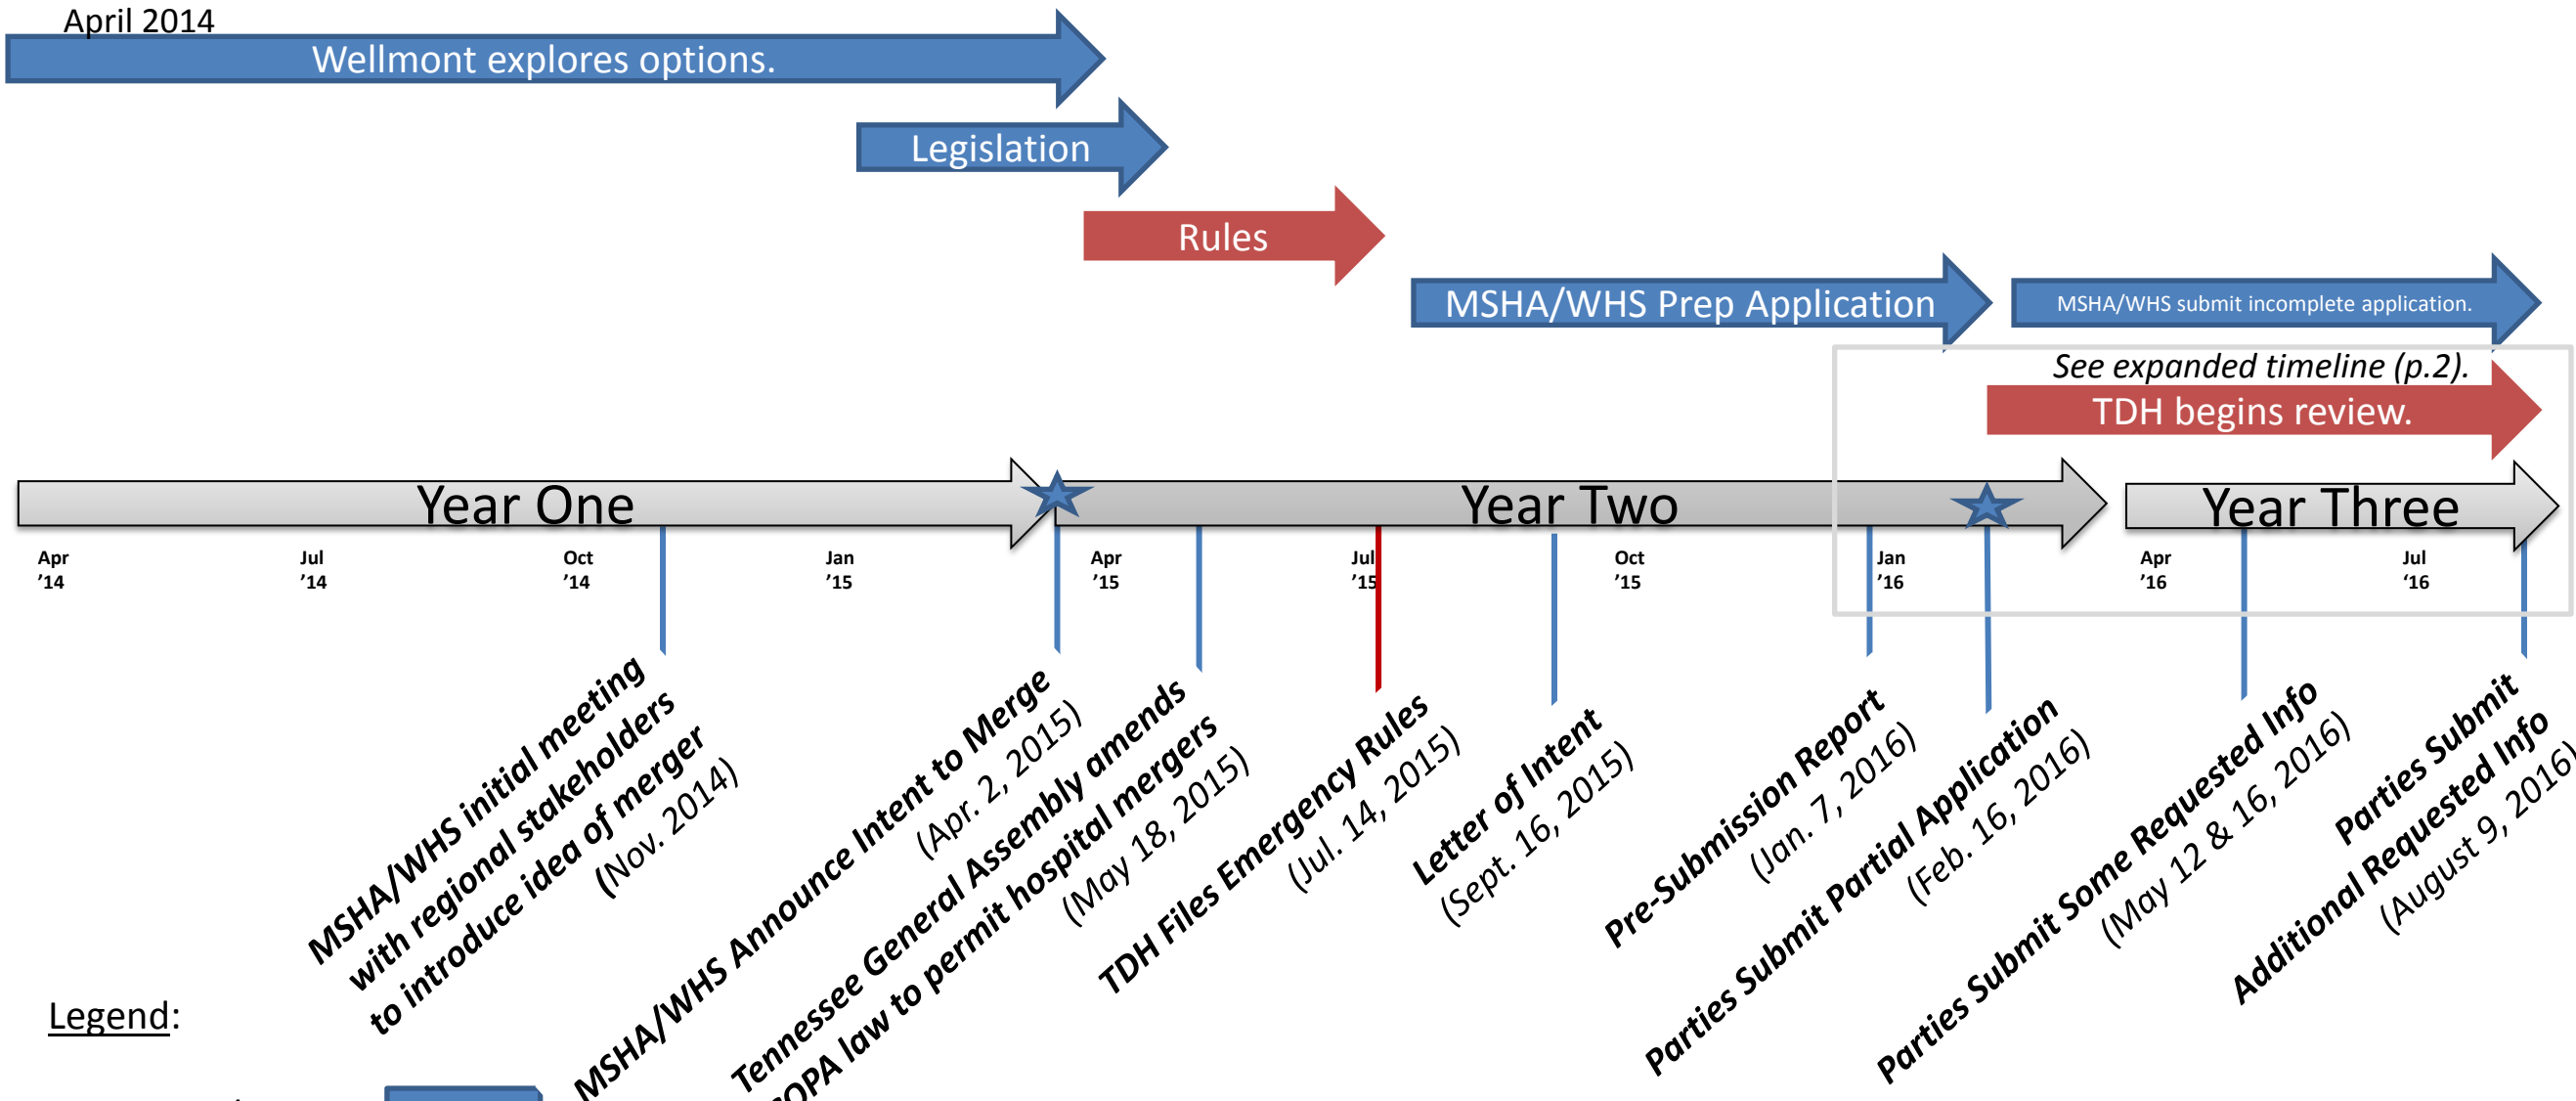 April 2014
Wellmont explores options.
Legislation
Rules
MSHA/WHS Prep Application
MSHA/WHS submit incomplete application.
See expanded timeline (p.2).
TDH begins review.
Year One
Year Two
Year Three
Apr
’14
Jul
’14
Oct
’14
Jan
’15
Apr
’15
Jul
’15
Oct
’15
Jan
’16
Apr
’16
Jul
‘16
MSHA/WHS initial meeting
with regional stakeholders
to introduce idea of merger
(Nov. 2014)
MSHA/WHS Announce Intent to Merge
(Apr. 2, 2015)
Tennessee General Assembly amends
COPA law to permit hospital mergers
(May 18, 2015)
TDH Files Emergency Rules
(Jul. 14, 2015)
Letter of Intent
(Sept. 16, 2015)
Pre-Submission Report
(Jan. 7, 2016)
Parties Submit Partial Application
(Feb. 16, 2016)
Parties Submit Some Requested Info
(May 12 & 16, 2016)
Parties Submit
Additional Requested Info
(August 9, 2016)
Legend: